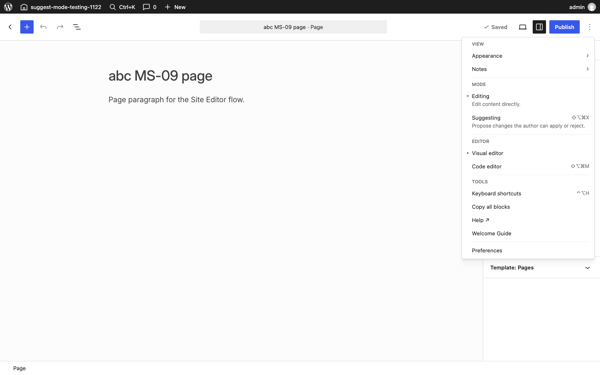 suggest-mode-testing-1122
Ctrl+K
0
New
admin
abc MS-09 page · Page
Saved
Publish
abc MS-09 page
Page paragraph for the Site Editor flow.
VIEW
Appearance
Notes
MODE
Editing
Edit content directly.
Suggesting ⇧⌥⌘X
Propose changes the author can apply or reject.
EDITOR
Visual editor
Code editor ⇧⌥⌘M
TOOLS
Keyboard shortcuts ^⌥H
Copy all blocks
Help ↗
Welcome Guide
Preferences
Template: Pages
Page